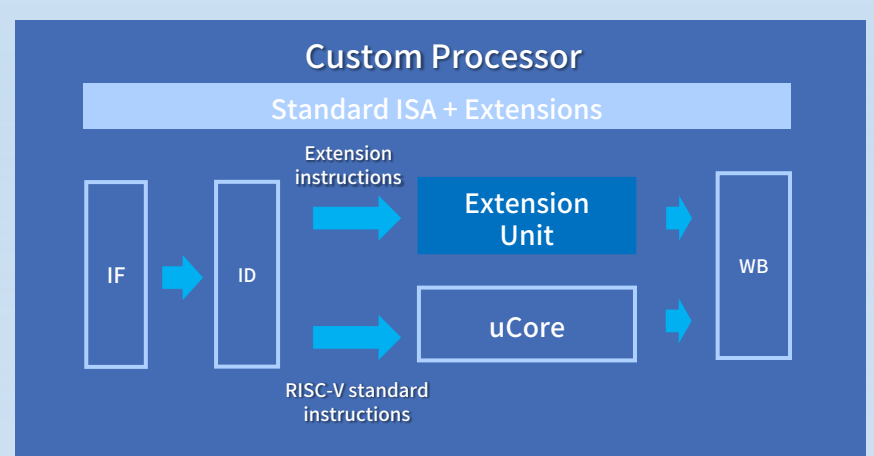 Custom Processor
Standard ISA + Extensions
Extension
instructions
Extension
Unit
IF
ID
WB
uCore
RISC-V standard
instructions